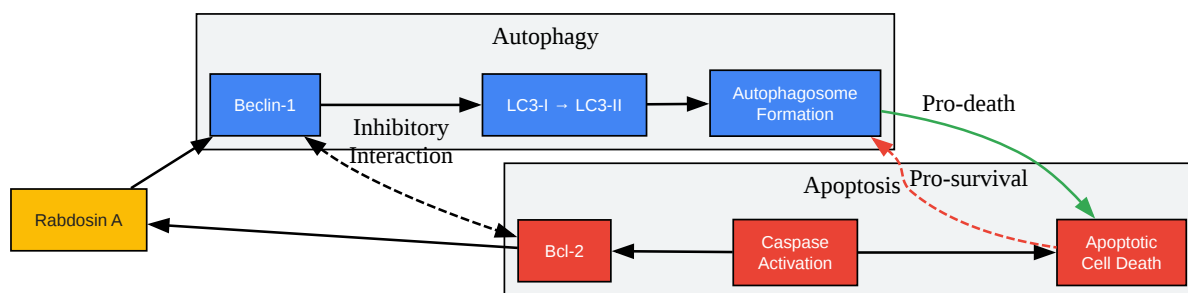 Autophagy
Beclin-1
LC3-I → LC3-II
Autophagosome
Formation
Pro-death
Inhibitory
Interaction
Apoptosis
Pro-survival
Rabdosin A
Bcl-2
Caspase
Activation
Apoptotic
Cell Death